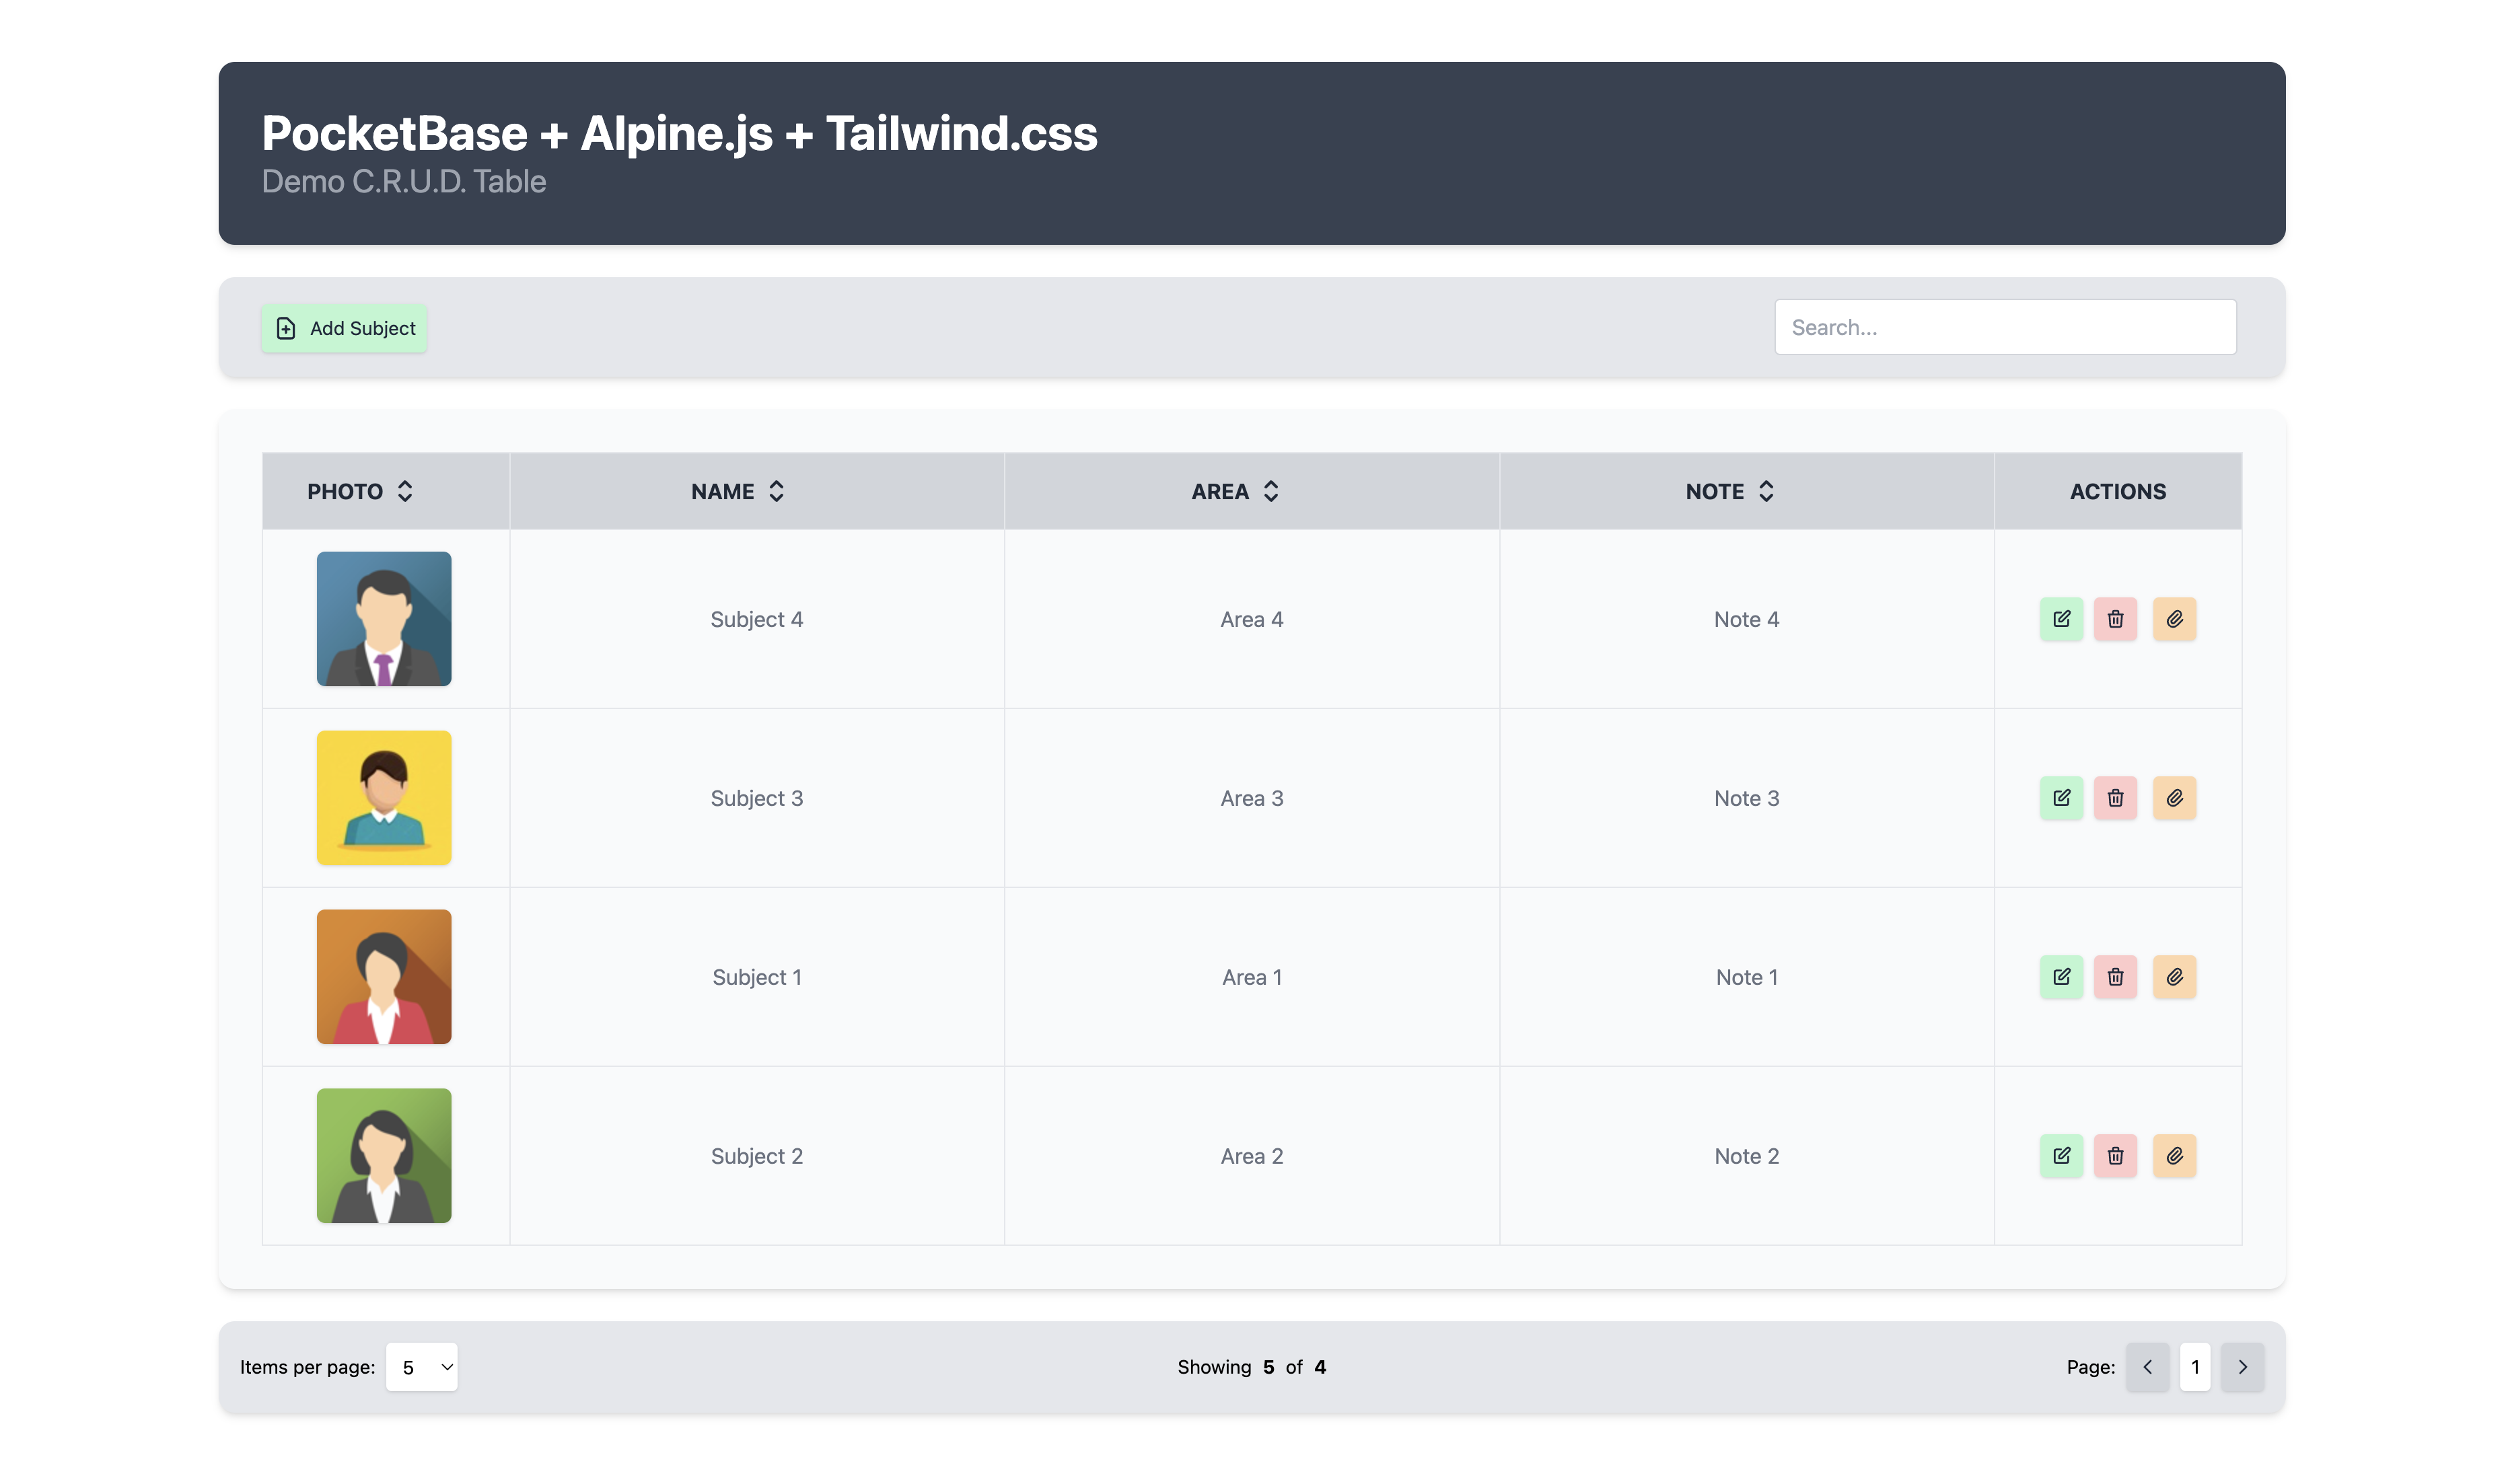 PocketBase + Alpine.js + Tailwind.css
Demo C.R.U.D. Table
Add Subject
Search...
PHOTO NAME AREA NOTE ACTIONS
Subject 4 Area 4 Note 4
Subject 3 Area 3 Note 3
Subject 1 Area 1 Note 1
Subject 2 Area 2 Note 2
Items per page: 5 Showing 5 of 4 Page: 1